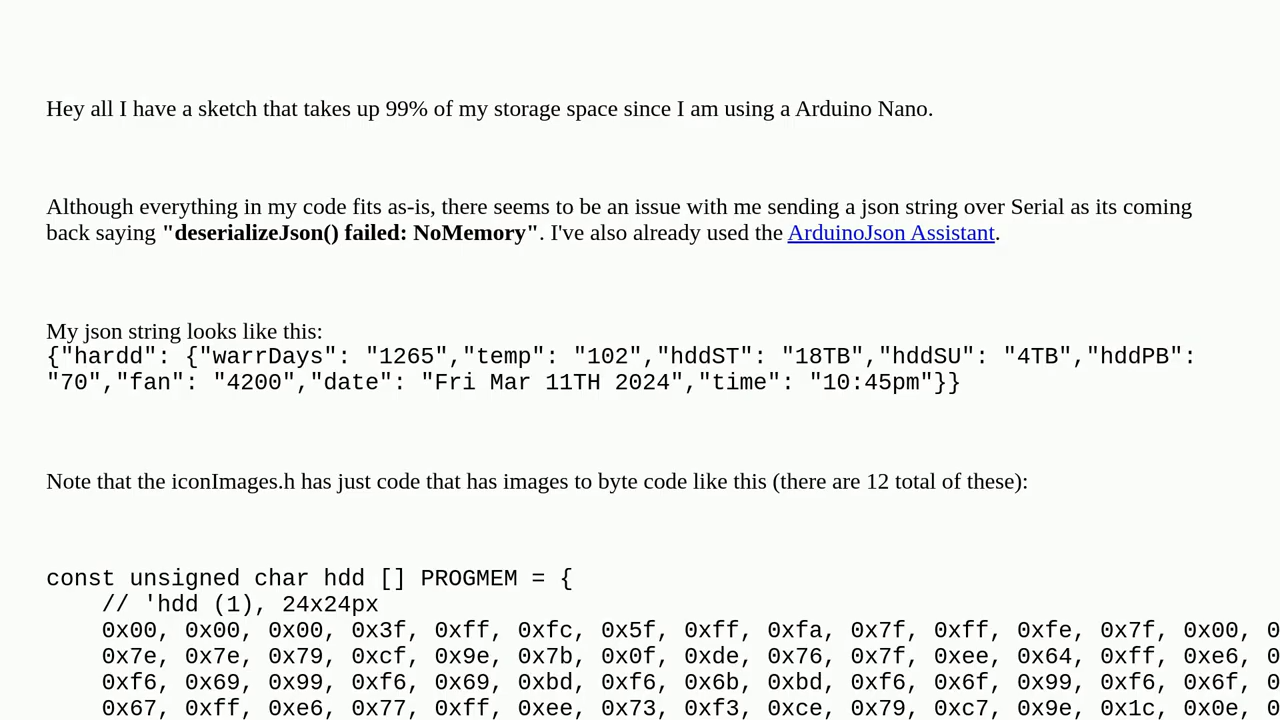 Hey all I have a sketch that takes up 99% of my storage space since I am using a Arduino Nano.
Although everything in my code fits as-is, there seems to be an issue with me sending a json string over Serial as its coming
back saying "deserializeJson() failed: NoMemory". I've also already used the ArduinoJson Assistant.
My json string looks like this:
{"hardd": {"warrDays": "1265","temp": "102","hddST": "18TB","hddSU": "4TB","hddPB":
"70","fan": "4200","date": "Fri Mar 11TH 2024","time": "10:45pm"}}
Note that the iconImages.h has just code that has images to byte code like this (there are 12 total of these):
const unsigned char hdd [] PROGMEM = {
// 'hdd (1), 24x24px
0x00, 0x00, 0x00, 0x3f, 0xff, 0xfc, 0x5f, 0xff, 0xfa, 0x7f, 0xff, 0xfe, 0x7f, 0x00, 0
0x7e, 0x7e, 0x79, 0xcf, 0x9e, 0x7b, 0x0f, 0xde, 0x76, 0x7f, 0xee, 0x64, 0xff, 0xe6, 0
0xf6, 0x69, 0x99, 0xf6, 0x69, 0xbd, 0xf6, 0x6b, 0xbd, 0xf6, 0x6f, 0x99, 0xf6, 0x6f, 0
0x67, 0xff, 0xe6, 0x77, 0xff, 0xee, 0x73, 0xf3, 0xce, 0x79, 0xc7, 0x9e, 0x1c, 0x0e, 0